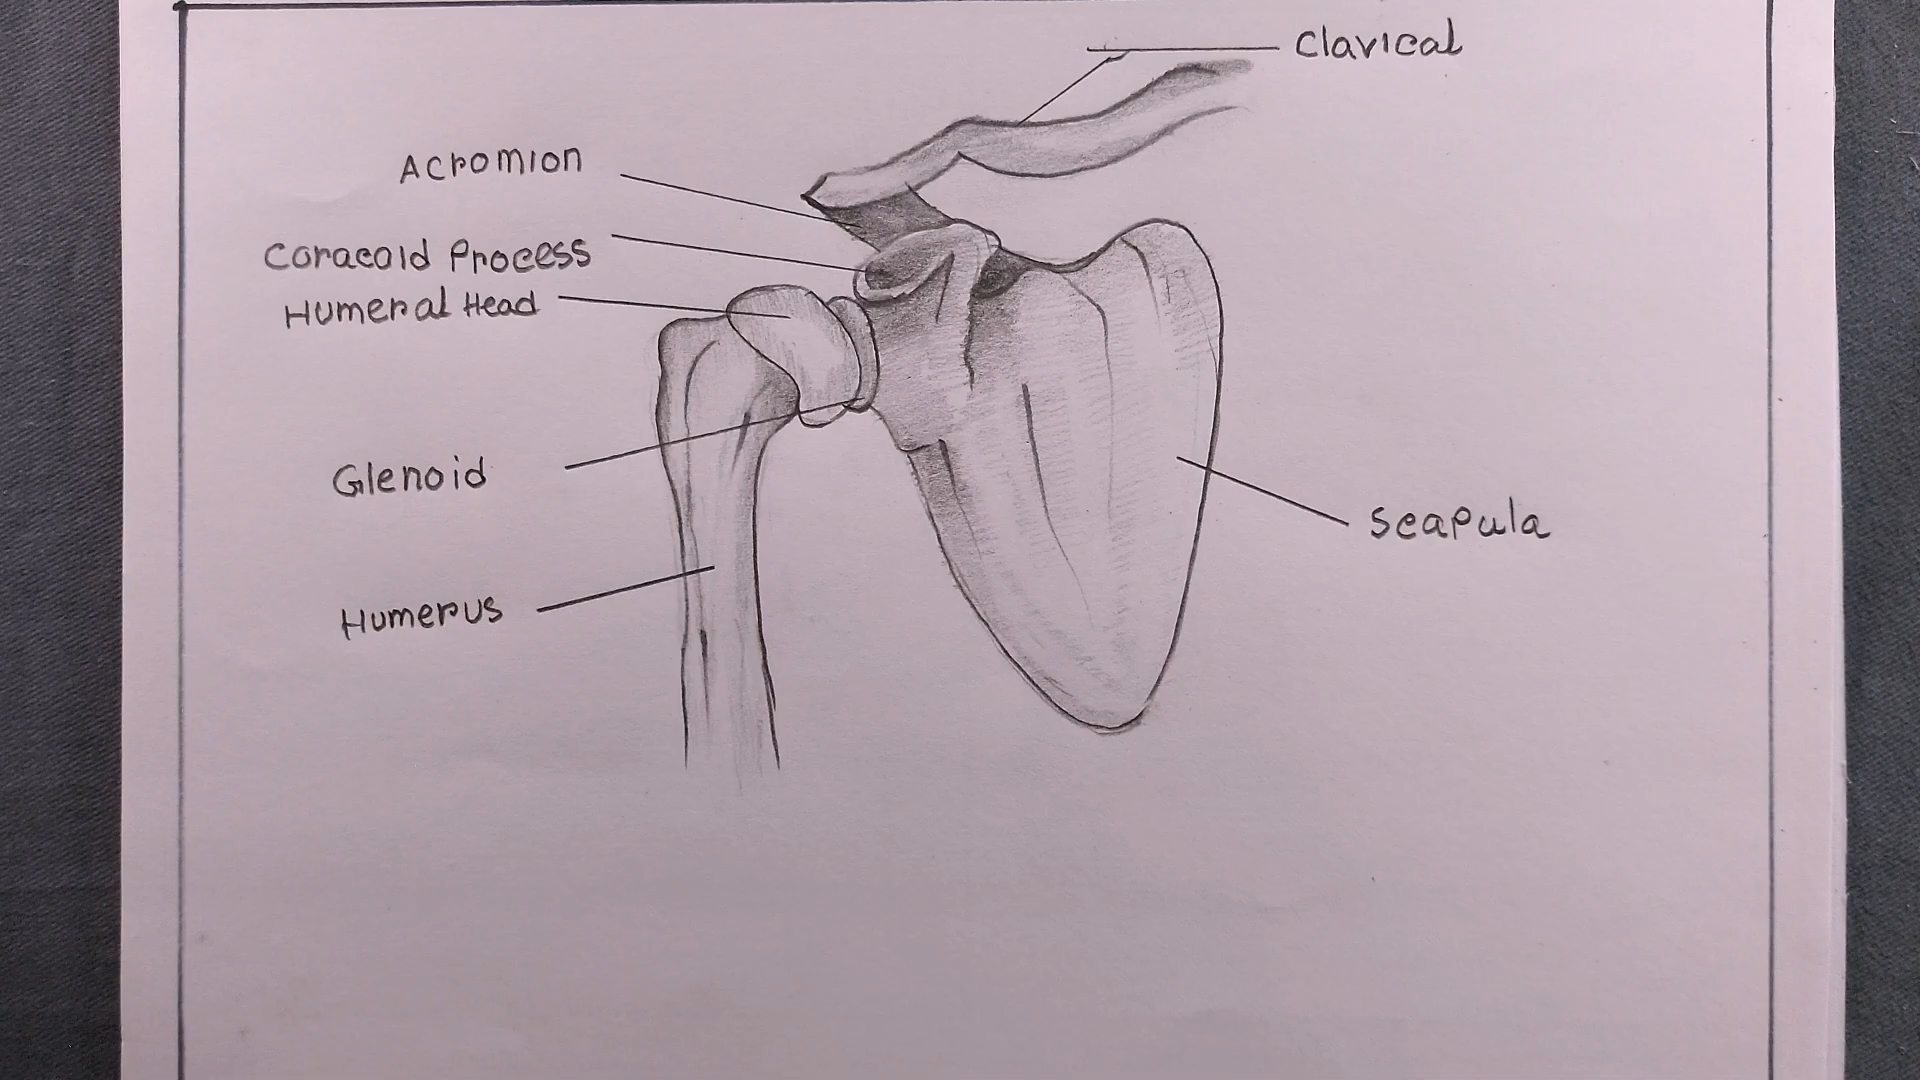 Clavical
Acromion
Coracoid Process
Humeral Head
Glenoid
Scapula
Humerus